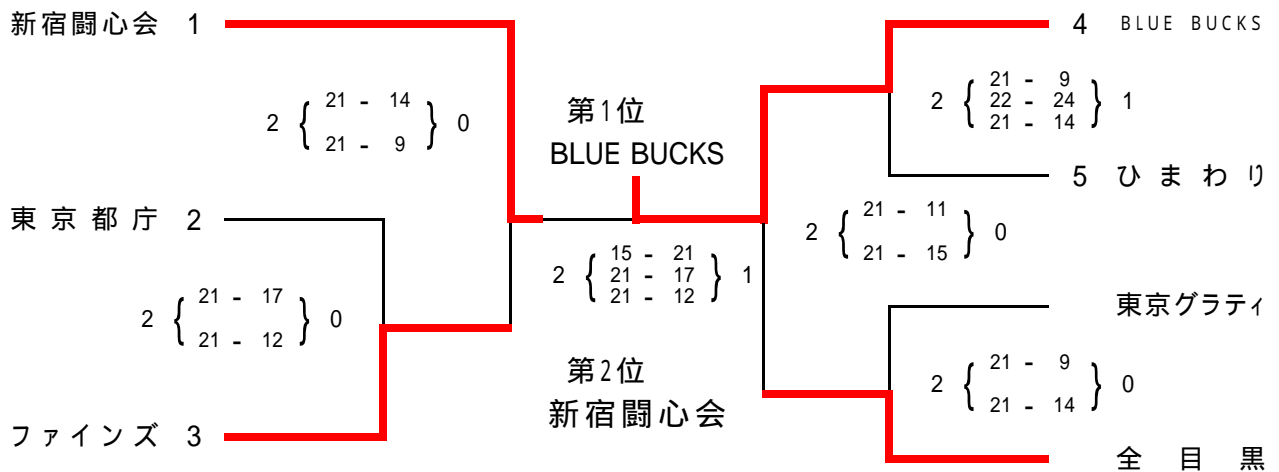 新宿闘心会 1
2 { 21 - 14
21 - 9 } 0
東京都庁 2
2 { 21 - 17
21 - 12 } 0
ファインズ 3
第1位
BLUE BUCKS
2 { 15 - 21
21 - 17
21 - 12 } 1
第2位
新宿闘心会
4 BLUE BUCKS
2 { 21 - 9
22 - 24
21 - 14 } 1
5 ひまわり
2 { 21 - 11
21 - 15 } 0
東京グラティ
2 { 21 - 9
21 - 14 } 0
全目黒